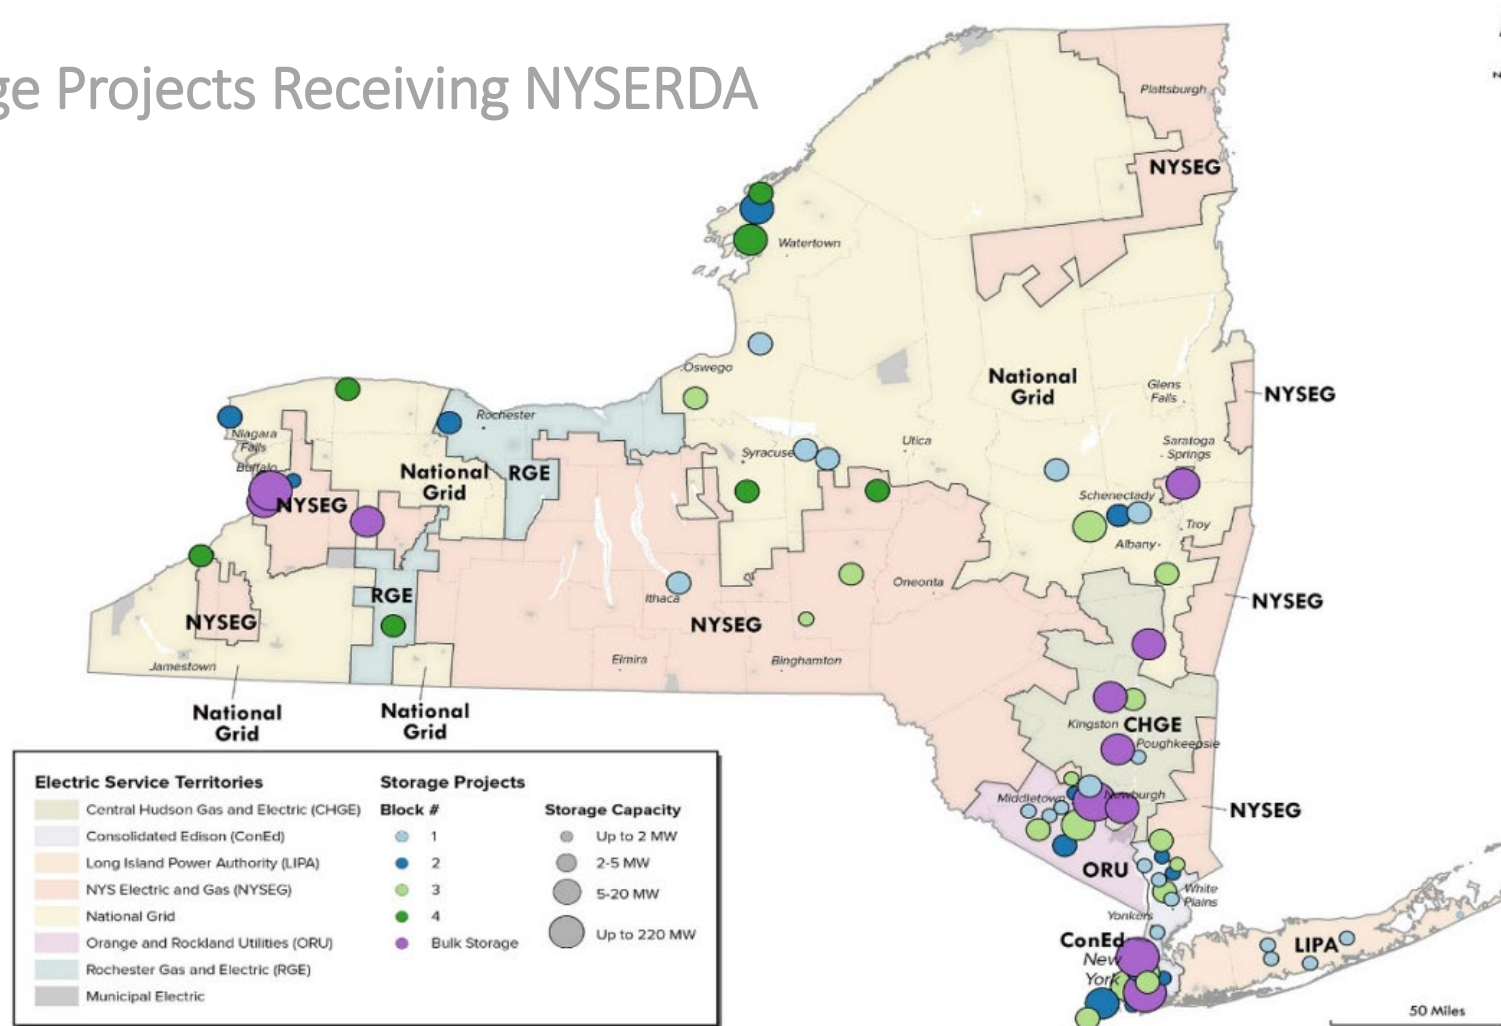 ge Projects Receiving NYSERDA
N
Plattsburgh
NYSEG
Watertown
Oswego
National
Grid
Glens
Falls
NYSEG
Rochester
Niagara
Falls
Buffalo
National
Grid
RGE
Syracuse
Utica
Saratoga
Springs
NYSEG
Schenectady
Troy
Albany
RGE
Ithaca
Oneonta
NYSEG
NYSEG
NYSEG
Jamestown
Elmira
Binghamton
National
Grid
National
Grid
Kingston
CHGE
Poughkeepsie
Middletown
Newburgh
NYSEG
ORU
White
Plains
Yonkers
ConEd
New
York
LIPA
50 Miles
Electric Service Territories
Central Hudson Gas and Electric (CHGE)
Consolidated Edison (ConEd)
Long Island Power Authority (LIPA)
NYS Electric and Gas (NYSEG)
National Grid
Orange and Rockland Utilities (ORU)
Rochester Gas and Electric (RGE)
Municipal Electric
Storage Projects
Block #
1
2
3
4
Bulk Storage
Storage Capacity
Up to 2 MW
2-5 MW
5-20 MW
Up to 220 MW